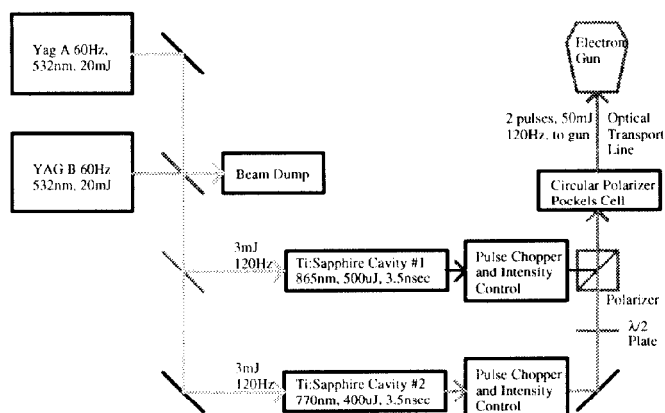 Yag A 60Hz,
532nm, 20mJ
Electron
Gun
2 pulses, 50mJ
120Hz, to gun
Optical
Transport
Line
YAG B 60Hz
532nm, 20mJ
Beam Dump
Circular Polarizer
Pockels Cell
3mJ
120Hz
Ti:Sapphire Cavity #1
865nm, 500uJ, 3.5nsec
Pulse Chopper
and Intensity
Control
Polarizer
λ/2
Plate
3mJ
120Hz
Ti:Sapphire Cavity #2
770nm, 400uJ, 3.5nsec
Pulse Chopper
and Intensity
Control